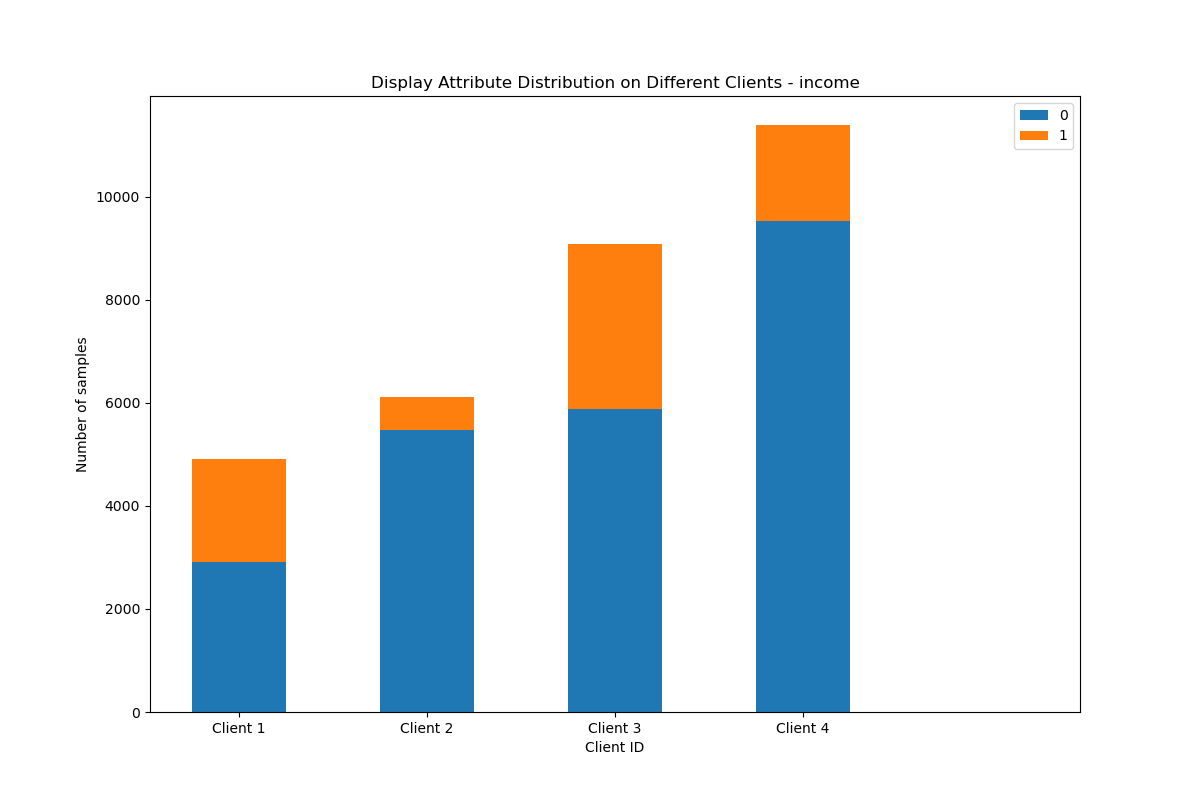 Display Attribute Distribution on Different Clients - income
0
1
10000
8000
6000
4000
2000
0
Number of samples
Client 1
Client 2
Client 3
Client 4
Client ID